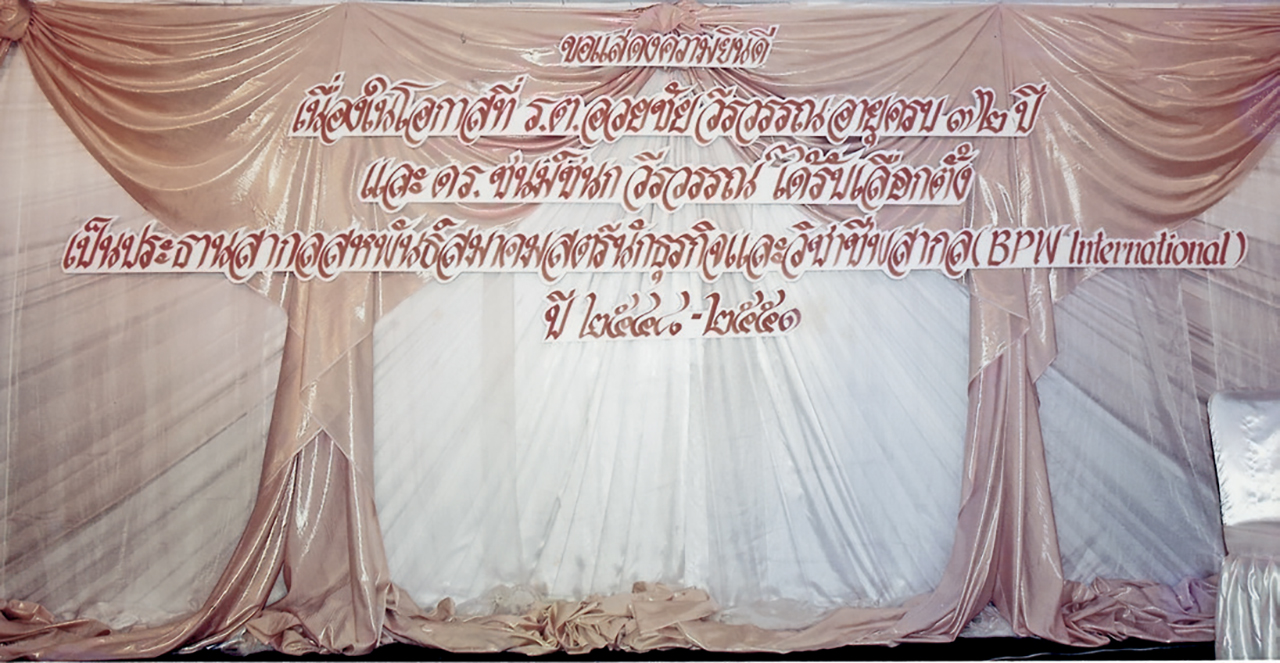 ขอแสดงความยินดี
เนื่องในโอกาสที่ ร.ต. อวยชัย วีรวรรณ อายุครบ ๗๒ ปี
และ ดร. ชนม์ชนก วีรวรรณ ได้รับเลือกตั้ง
เป็นประธานสากลสหพันธ์สมาคมสตรีนักธุรกิจและวิชาชีพสากล (BPW International)
ปี ๒๕๔๘ - ๒๕๕๑